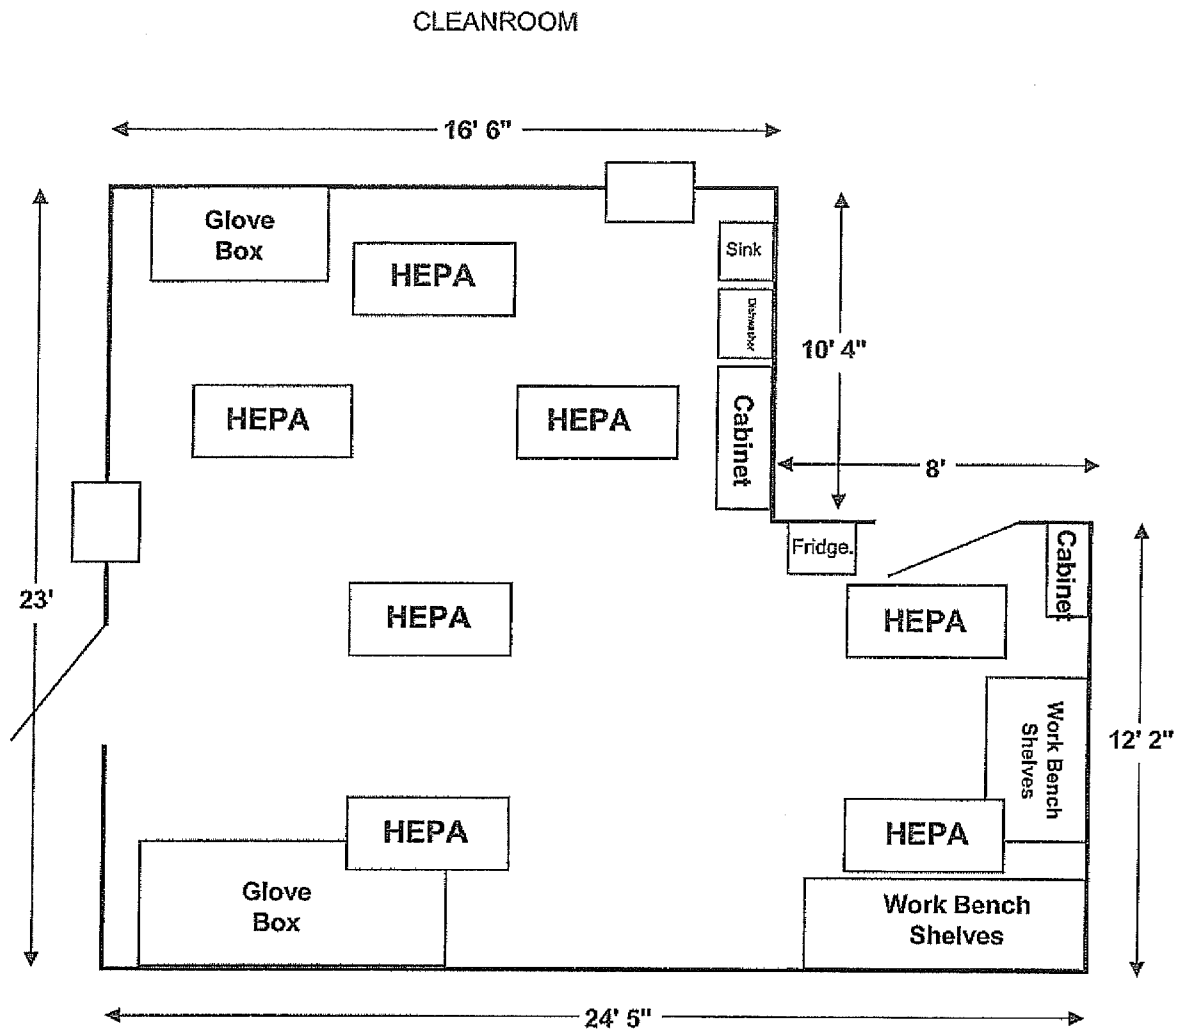 CLEANROOM
16' 6"
Glove
Box
HEPA
Sink
Dishwasher
10' 4"
HEPA
HEPA
Cabinet
8'
Fridge.
Cabinet
23'
HEPA
HEPA
Work Bench
Shelves
12' 2"
HEPA
HEPA
Glove
Box
Work Bench
Shelves
24' 5"